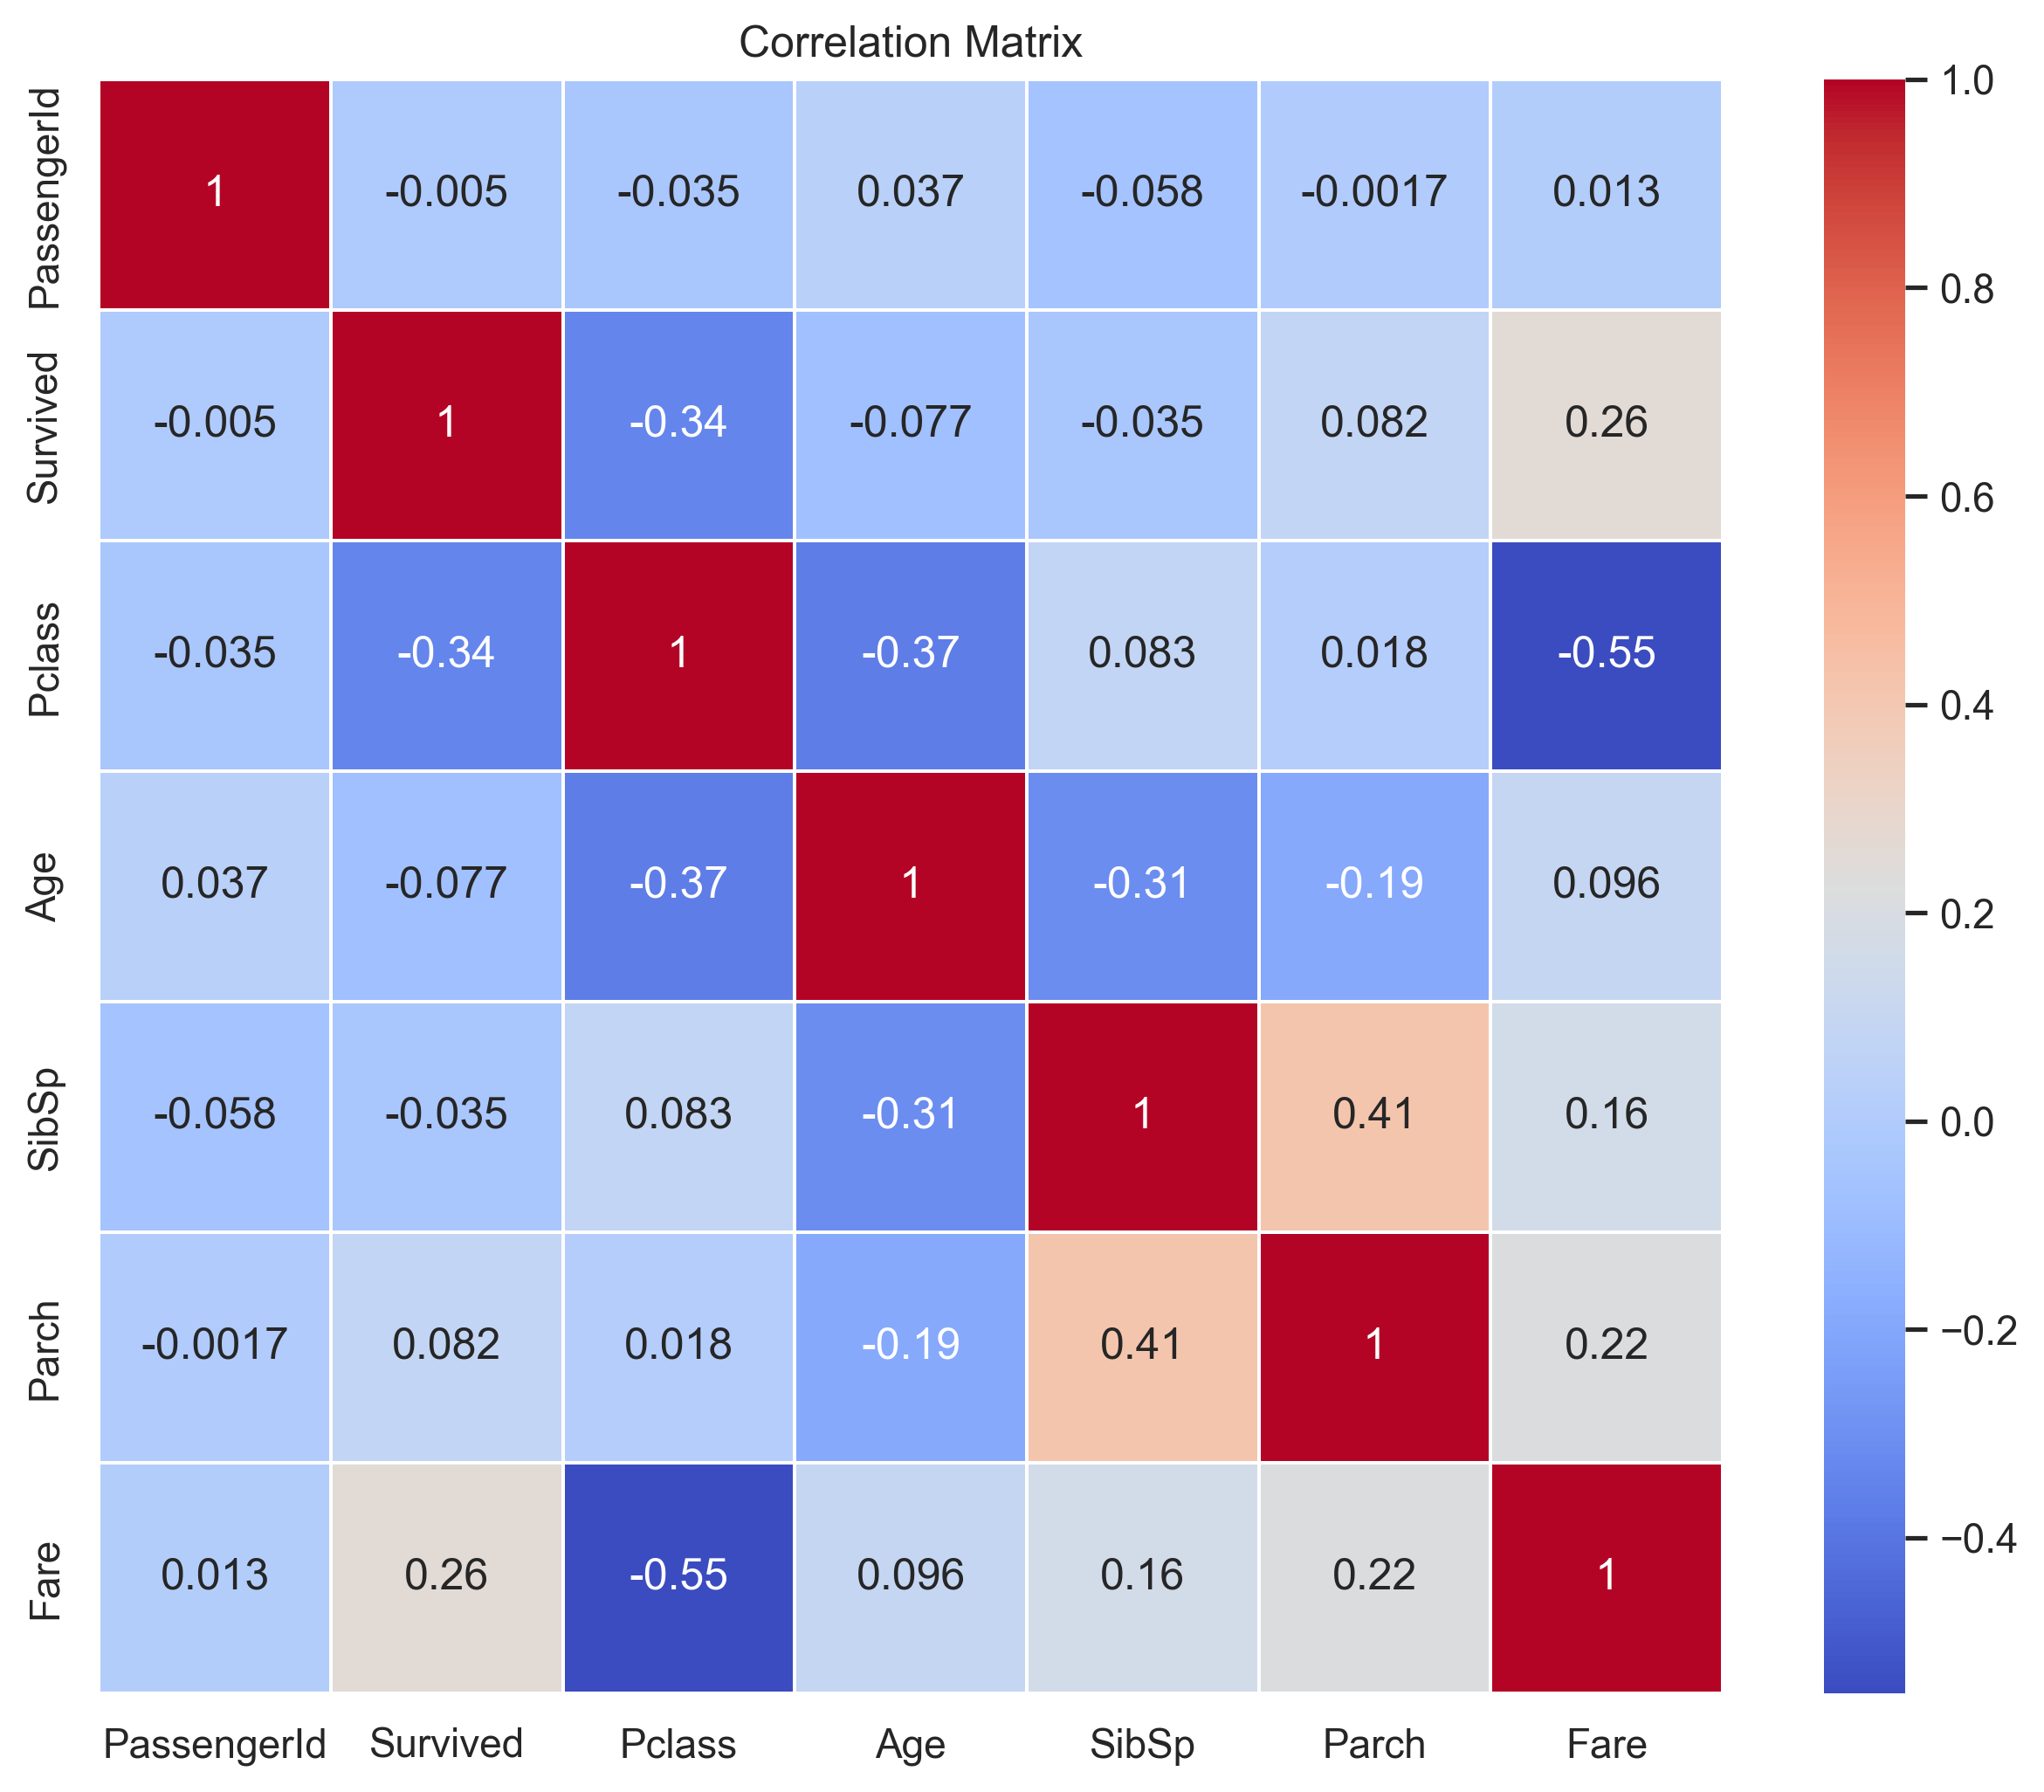 Correlation Matrix
PassengerId 1 -0.005 -0.035 0.037 -0.058 -0.0017 0.013
Survived -0.005 1 -0.34 -0.077 -0.035 0.082 0.26
Pclass -0.035 -0.34 1 -0.37 0.083 0.018 -0.55
Age 0.037 -0.077 -0.37 1 -0.31 -0.19 0.096
SibSp -0.058 -0.035 0.083 -0.31 1 0.41 0.16
Parch -0.0017 0.082 0.018 -0.19 0.41 1 0.22
Fare 0.013 0.26 -0.55 0.096 0.16 0.22 1
PassengerId Survived Pclass Age SibSp Parch Fare
1.0
0.8
0.6
0.4
0.2
0.0
−0.2
−0.4